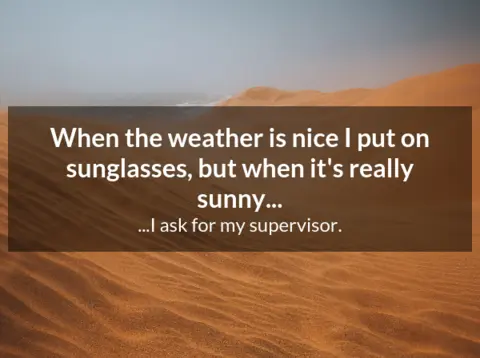 When the weather is nice I put on
sunglasses, but when it's really
sunny...
...I ask for my supervisor.